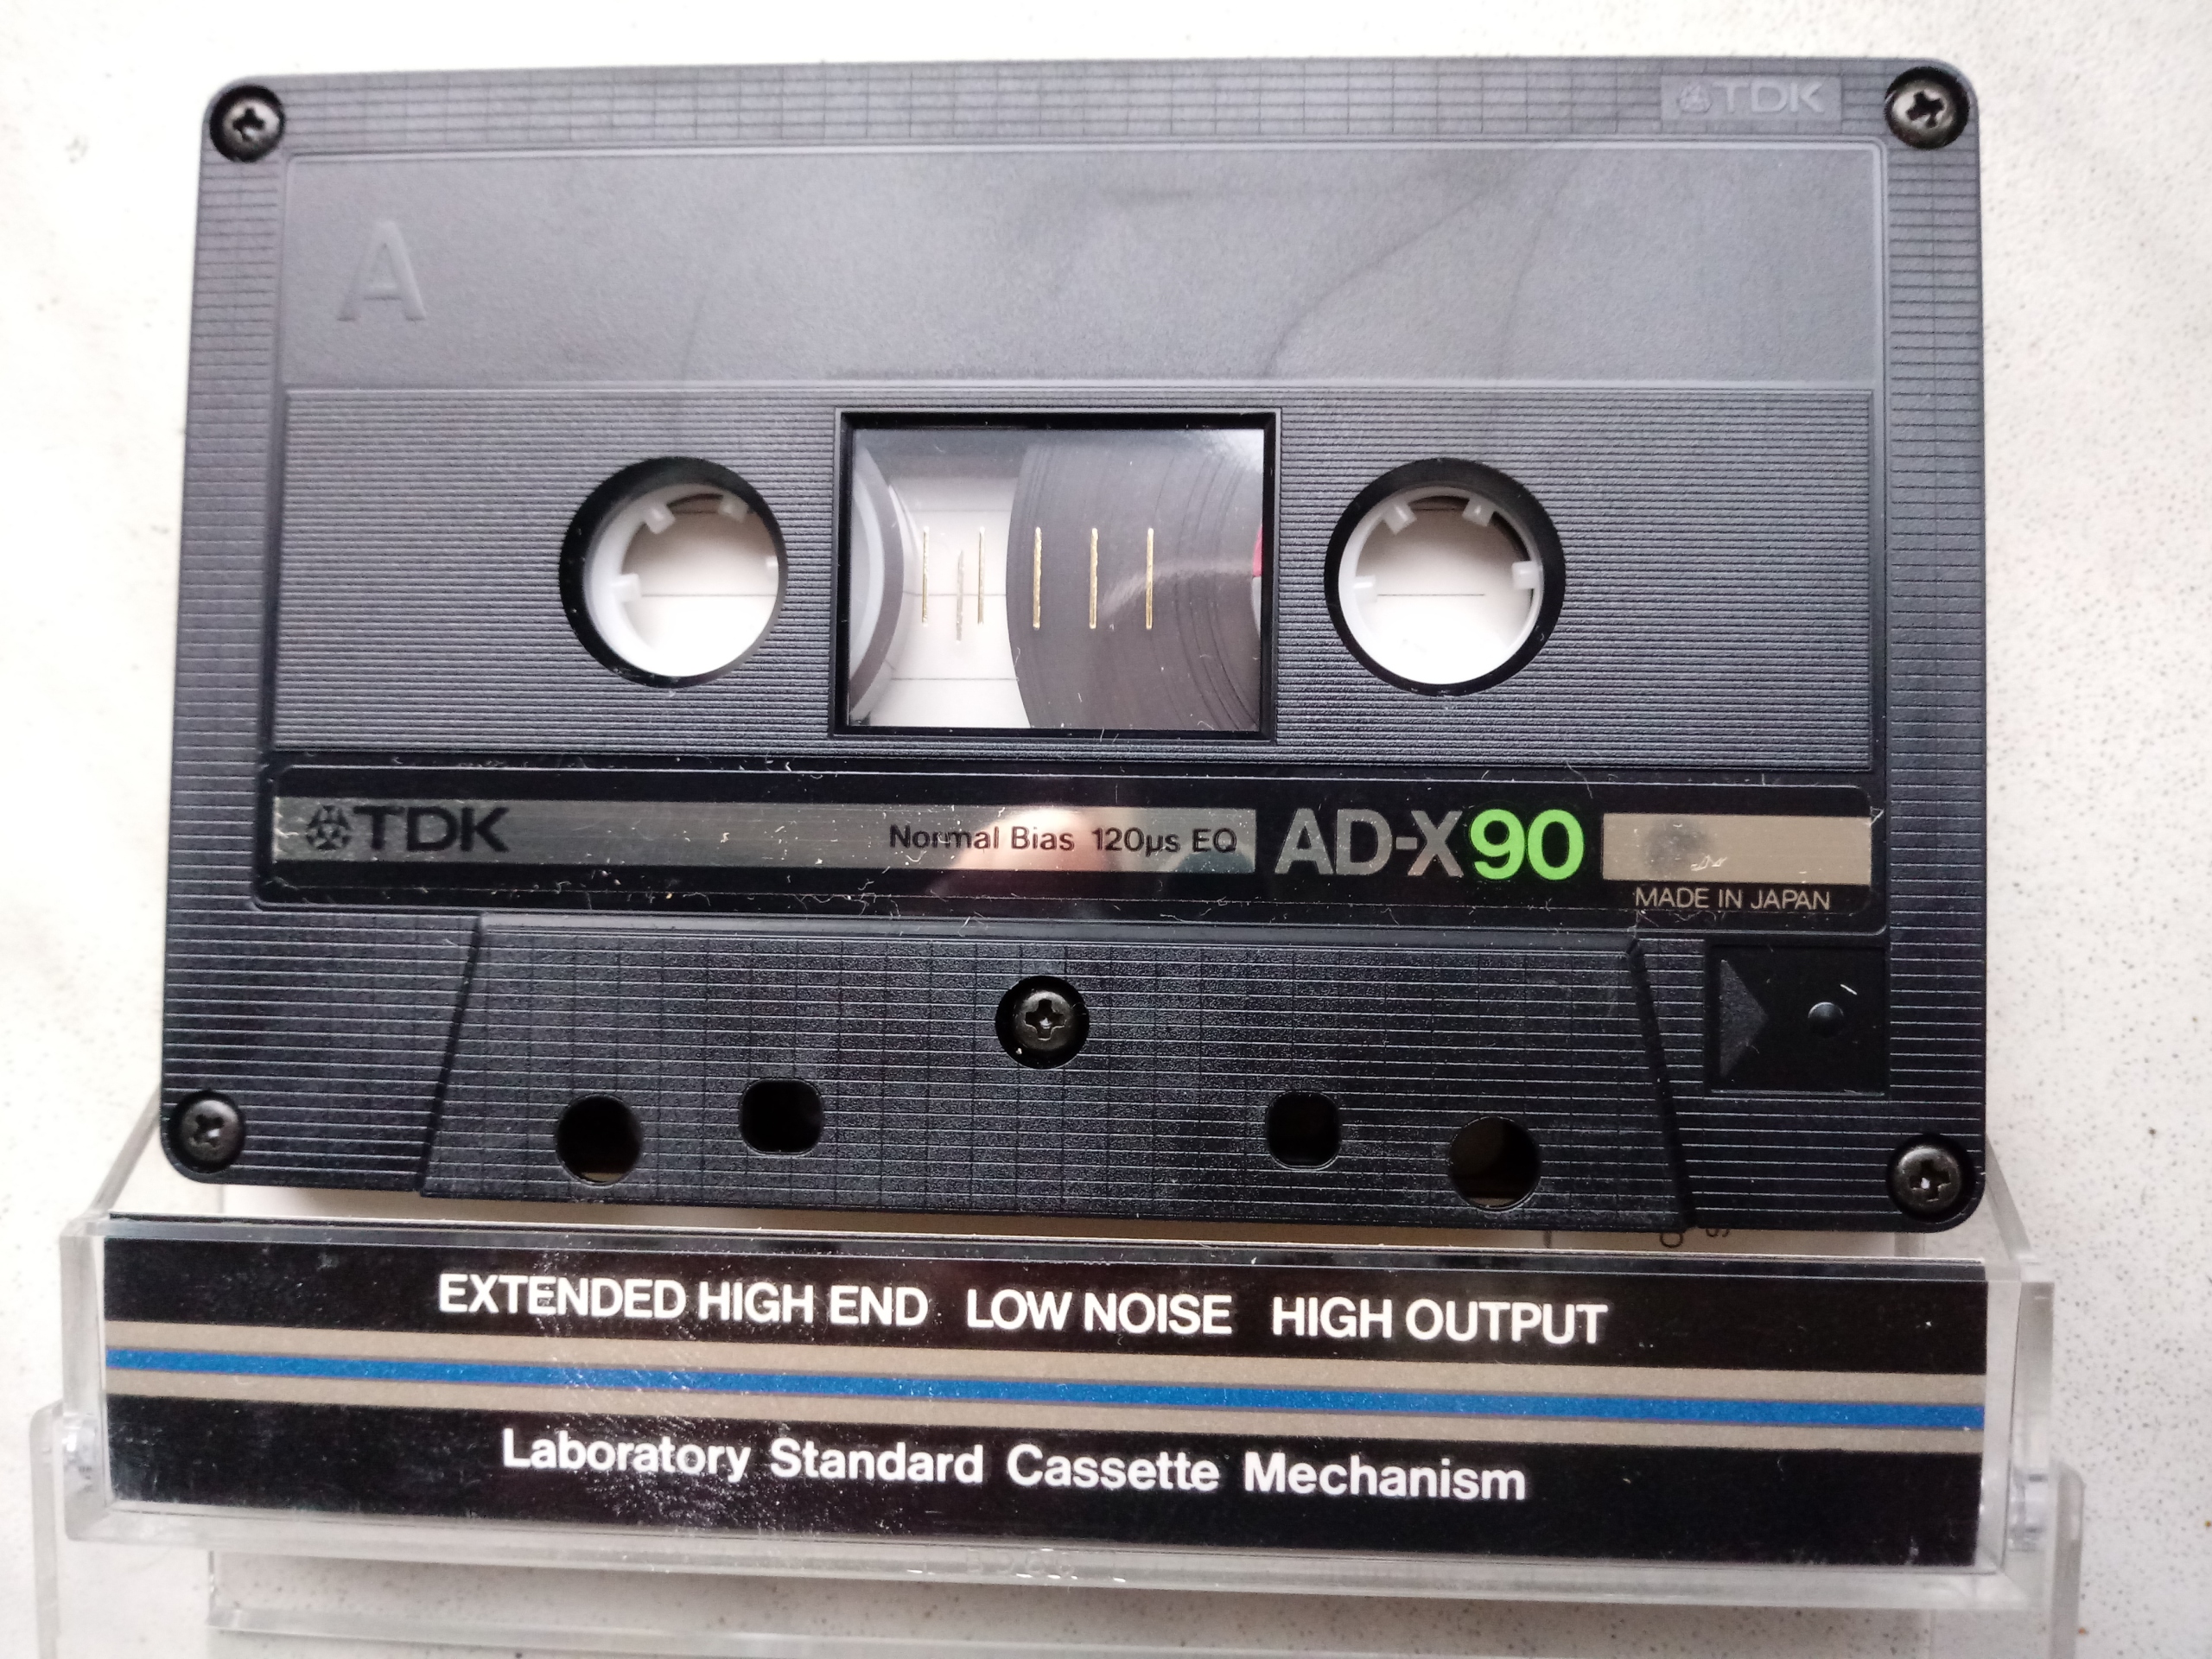 TDK
A
TDK Normal Bias 120µs EQ AD-X90
MADE IN JAPAN
EXTENDED HIGH END LOW NOISE HIGH OUTPUT
Laboratory Standard Cassette Mechanism